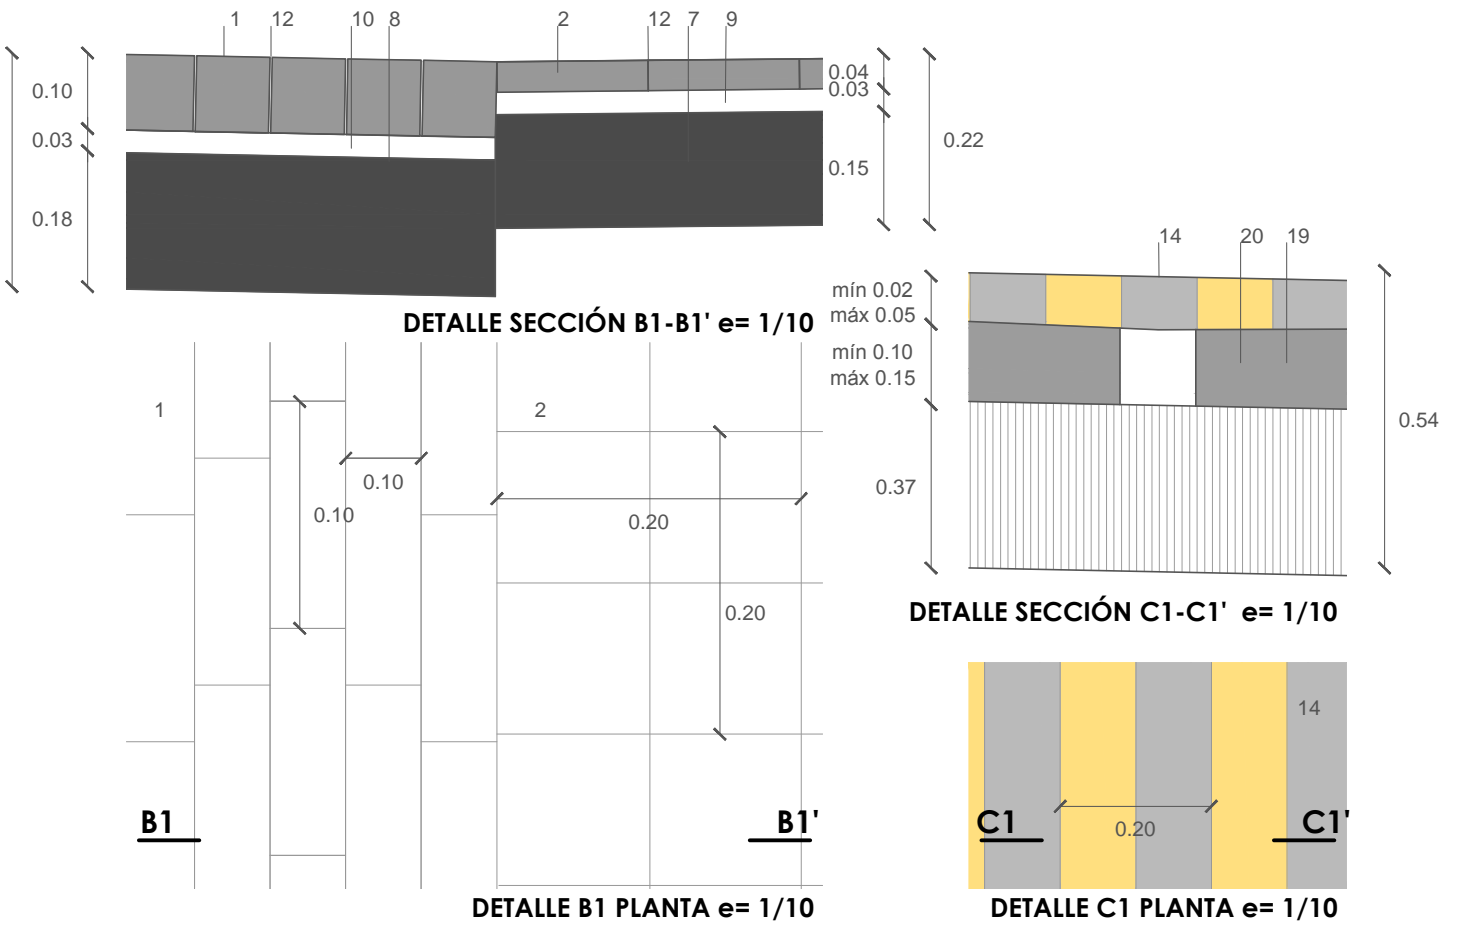 1 12 10 8 2 12 7 9
0.10
0.03
0.18
0.04
0.03
0.15
0.22
DETALLE SECCIÓN B1-B1' e= 1/10
14 20 19
mín 0.02
máx 0.05
mín 0.10
máx 0.15
0.37
0.54
DETALLE SECCIÓN C1-C1' e= 1/10
1
2
0.10
0.10
0.20
0.20
B1
B1'
DETALLE B1 PLANTA e= 1/10
14
C1
C1'
0.20
DETALLE C1 PLANTA e= 1/10